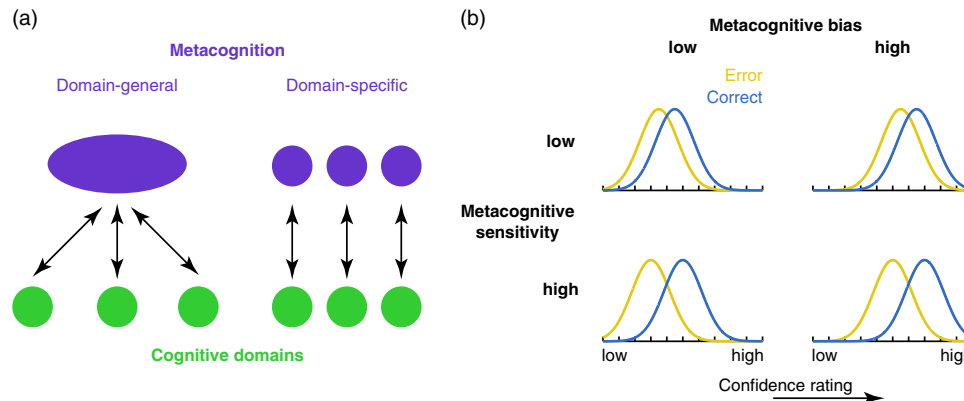 (a)
Metacognition
Domain-general
Domain-specific
Cognitive domains
(b)
Metacognitive bias
low
high
Error
Correct
low
Metacognitive
sensitivity
high
low
high
low
high
Confidence rating